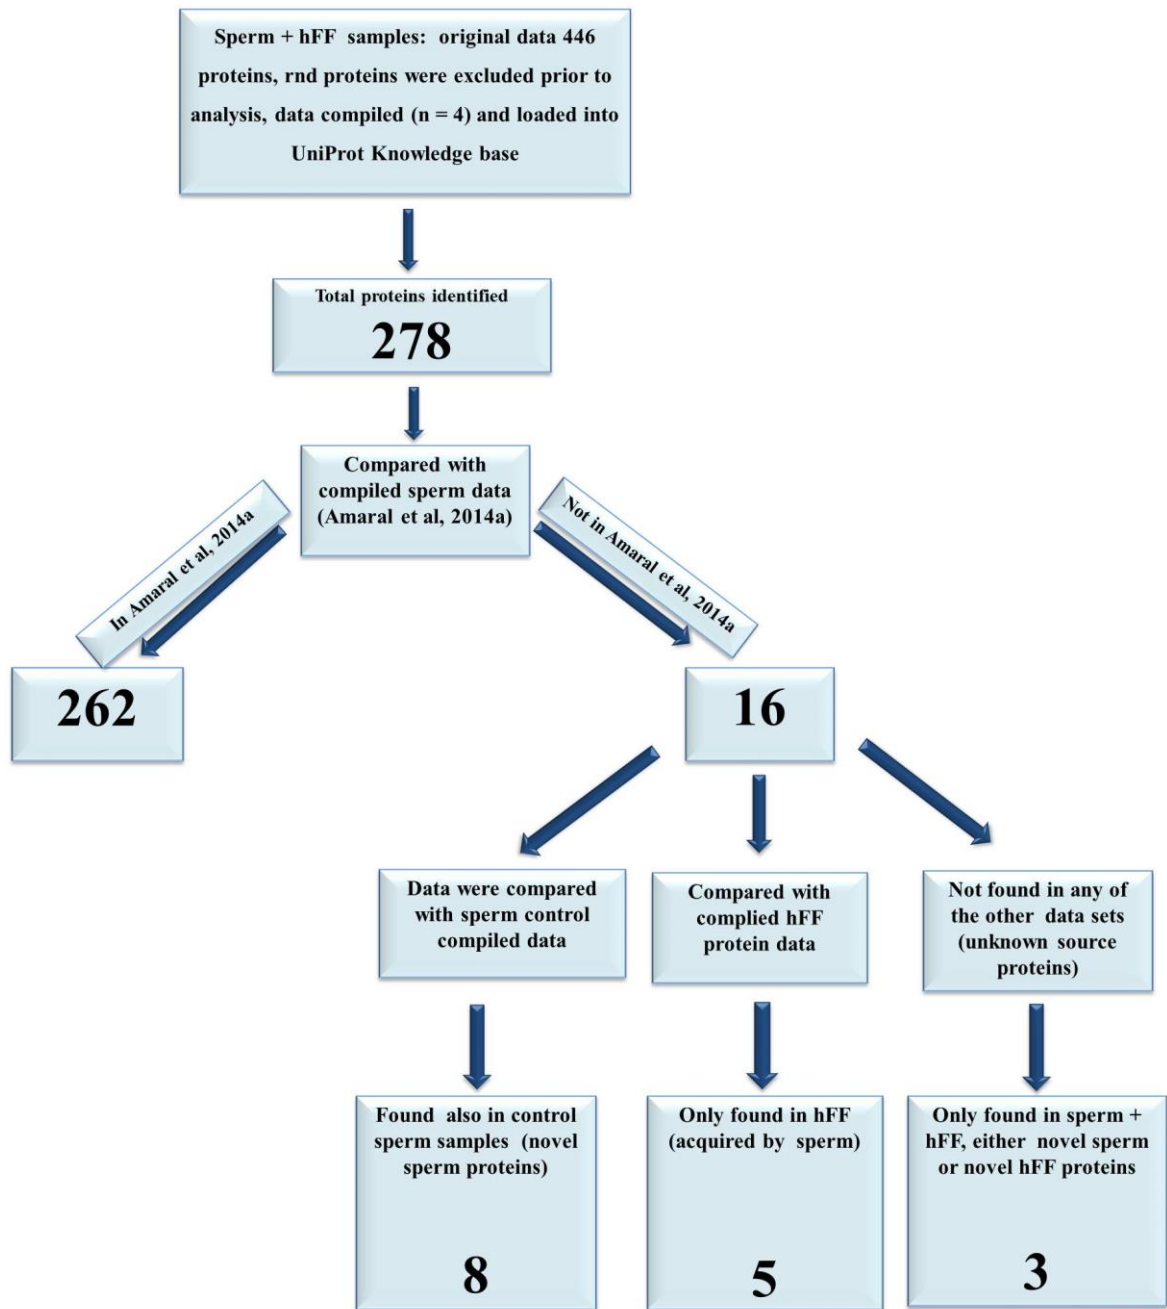 Sperm + hFF samples: original data 446
proteins, rnd proteins were excluded prior to
analysis, data compiled (n = 4) and loaded into
UniProt Knowledge base
Total proteins identified
278
Compared with
compiled sperm data
(Amaral et al, 2014a)
In Amaral et al, 2014a
Not in Amaral et al, 2014a
262
16
Data were compared
with sperm control
compiled data
Compared with
complied hFF
protein data
Not found in any of
the other data sets
(unknown source
proteins)
Found also in control
sperm samples (novel
sperm proteins)
8
Only found in hFF
(acquired by sperm)
5
Only found in sperm +
hFF, either novel sperm
or novel hFF proteins
3